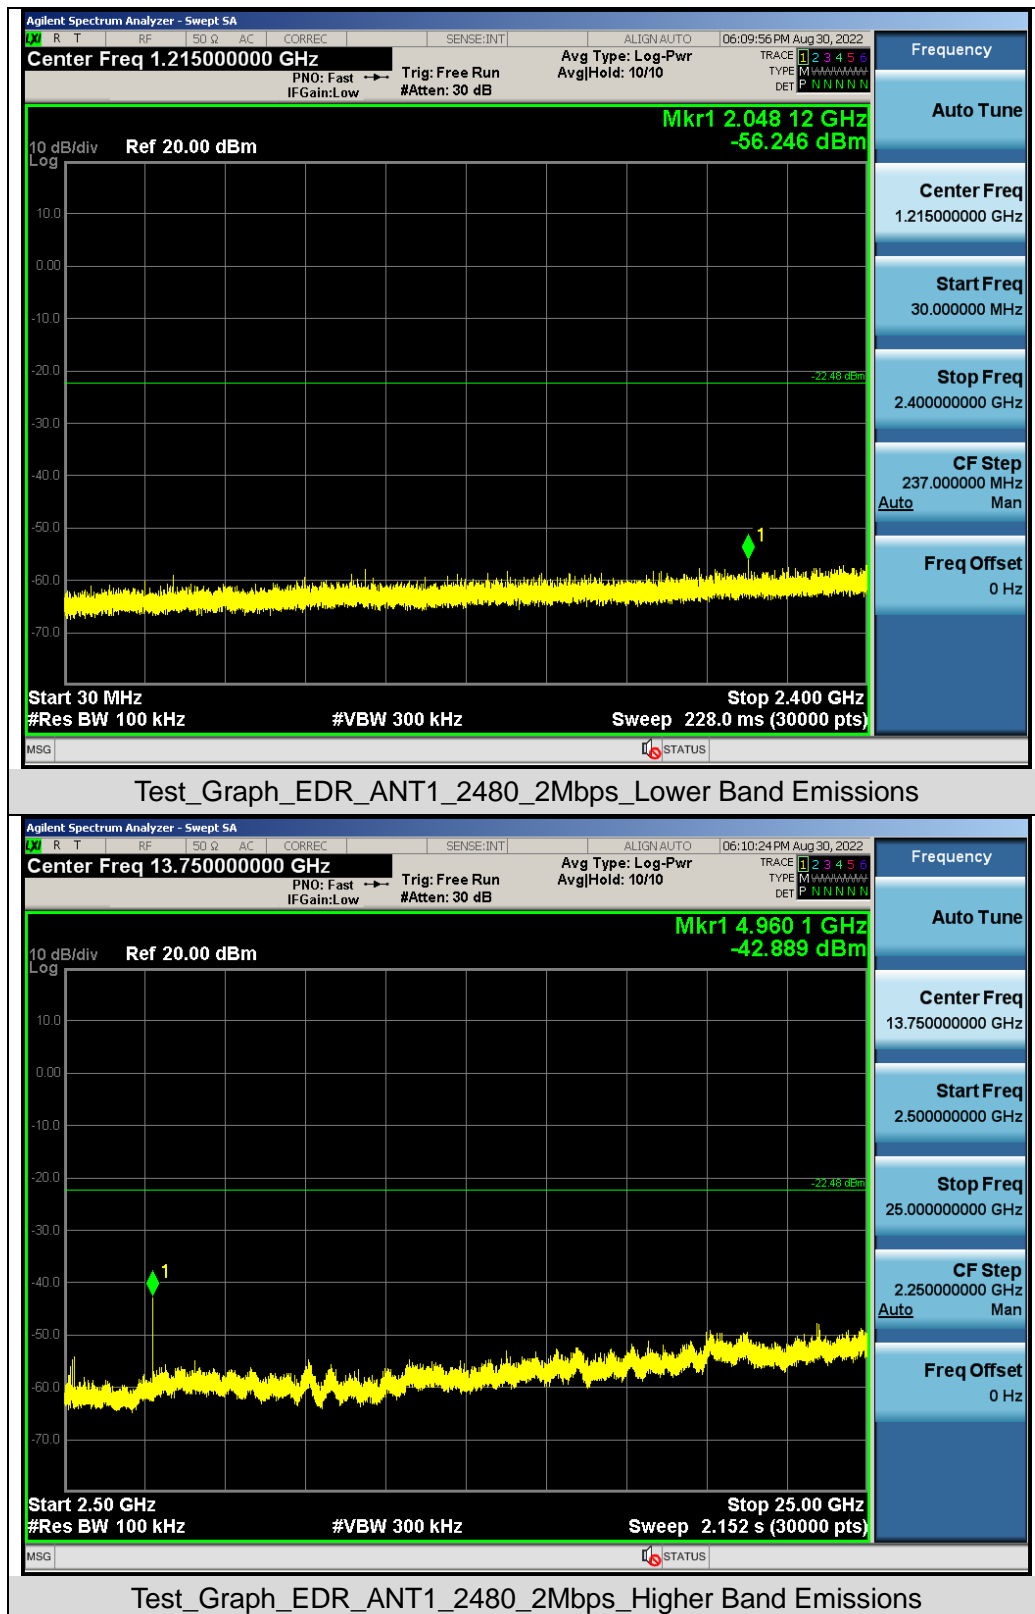 Agilent Spectrum Analyzer - Swept SA
LXI R T RF 50 Ω AC CORREC SENSE:INT ALIGN AUTO 06:09:56 PM Aug 30, 2022
Center Freq 1.215000000 GHz
PNO: Fast
IFGain:Low
Trig: Free Run
#Atten: 30 dB
Avg Type: Log-Pwr
Avg|Hold: 10/10
TRACE 1 2 3 4 5 6
TYPE M WWWWW
DET P N N N N N
Mkr1 2.048 12 GHz
-56.246 dBm
10 dB/div Ref 20.00 dBm
Log
10.0
0.00
-10.0
-20.0
-22.48 dBm
-30.0
-40.0
-50.0
1
-60.0
-70.0
Start 30 MHz Stop 2.400 GHz
#Res BW 100 kHz #VBW 300 kHz Sweep 228.0 ms (30000 pts)
MSG STATUS
Frequency
Auto Tune
Center Freq
1.215000000 GHz
Start Freq
30.000000 MHz
Stop Freq
2.400000000 GHz
CF Step
237.000000 MHz
Auto Man
Freq Offset
0 Hz
Test_Graph_EDR_ANT1_2480_2Mbps_Lower Band Emissions
Agilent Spectrum Analyzer - Swept SA
LXI R T RF 50 Ω AC CORREC SENSE:INT ALIGN AUTO 06:10:24 PM Aug 30, 2022
Center Freq 13.750000000 GHz
PNO: Fast
IFGain:Low
Trig: Free Run
#Atten: 30 dB
Avg Type: Log-Pwr
Avg|Hold: 10/10
TRACE 1 2 3 4 5 6
TYPE M WWWWW
DET P N N N N N
Mkr1 4.960 1 GHz
-42.889 dBm
10 dB/div Ref 20.00 dBm
Log
10.0
0.00
-10.0
-20.0
-22.48 dBm
-30.0
-40.0
1
-50.0
-60.0
-70.0
Start 2.50 GHz Stop 25.00 GHz
#Res BW 100 kHz #VBW 300 kHz Sweep 2.152 s (30000 pts)
MSG STATUS
Frequency
Auto Tune
Center Freq
13.750000000 GHz
Start Freq
2.500000000 GHz
Stop Freq
25.000000000 GHz
CF Step
2.250000000 GHz
Auto Man
Freq Offset
0 Hz
Test_Graph_EDR_ANT1_2480_2Mbps_Higher Band Emissions